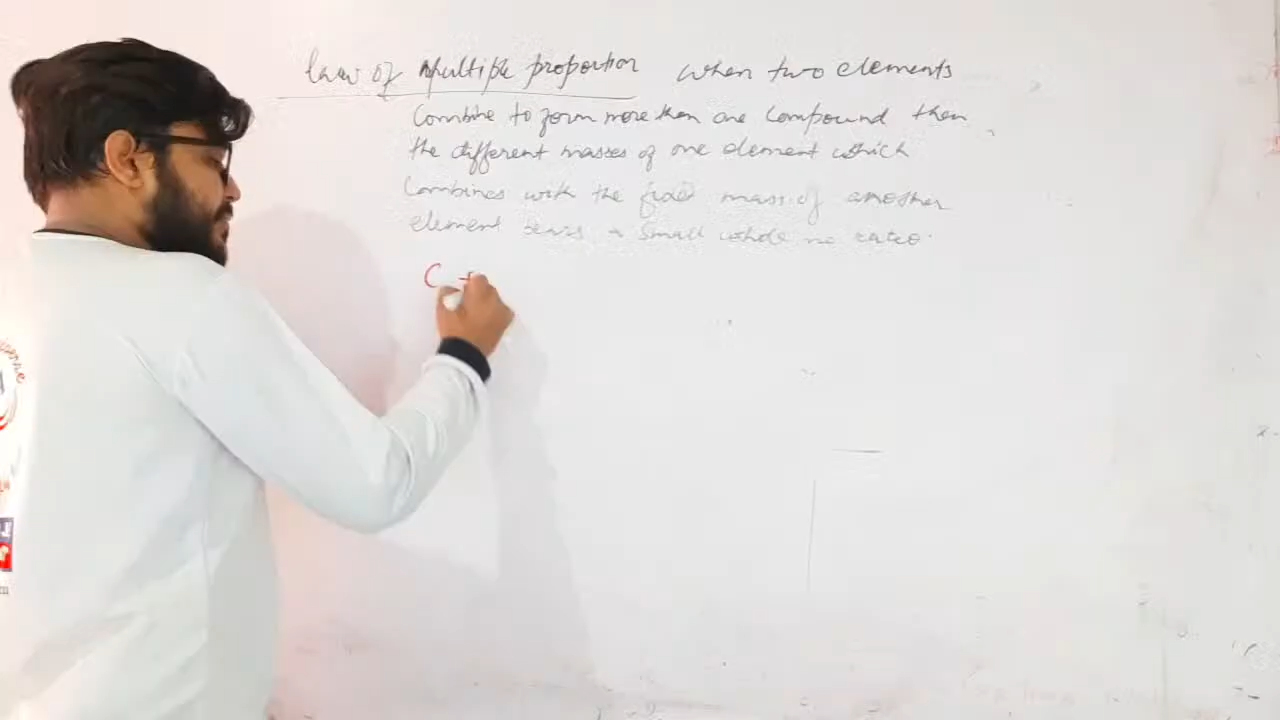 law of Multiple proportion when two elements
Combine to form more then one Compound then
the different masses of one element which
Combines with the fixed mass of another
element bears a small whole no ratio.
C +